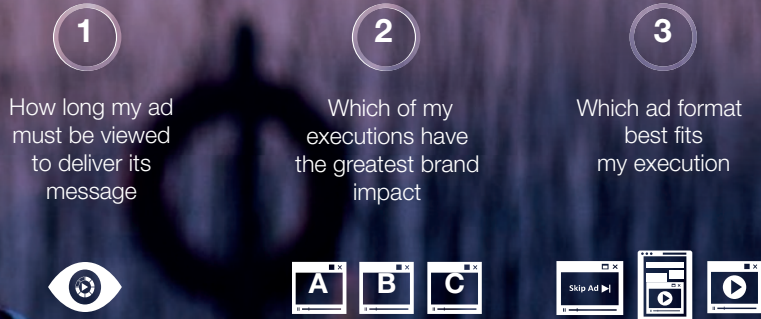 1
How long my ad
must be viewed
to deliver its
message
2
Which of my
executions have
the greatest brand
impact
A B C
3
Which ad format
best fits
my execution
Skip Ad